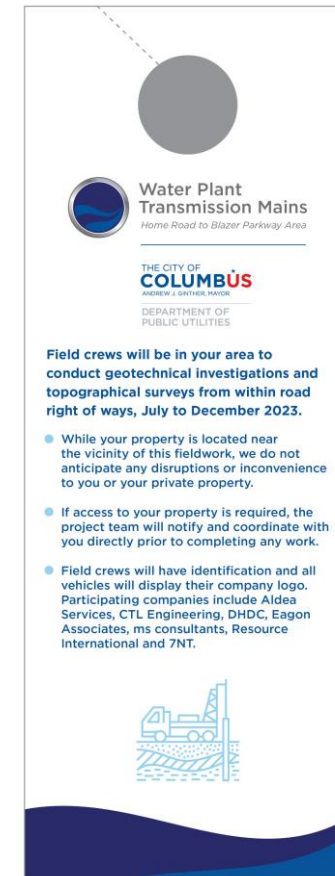 Water Plant
Transmission Mains
Home Road to Blazer Parkway Area
THE CITY OF
COLUMBUS
ANDREW J. GINTHER, MAYOR
DEPARTMENT OF
PUBLIC UTILITIES
Field crews will be in your area to
conduct geotechnical investigations and
topographical surveys from within road
right of ways, July to December 2023.
While your property is located near
the vicinity of this fieldwork, we do not
anticipate any disruptions or inconvenience
to you or your private property.
If access to your property is required, the
project team will notify and coordinate with
you directly prior to completing any work.
Field crews will have identification and all
vehicles will display their company logo.
Participating companies include Aldea
Services, CTL Engineering, DHDC, Eagon
Associates, ms consultants, Resource
International and 7NT.